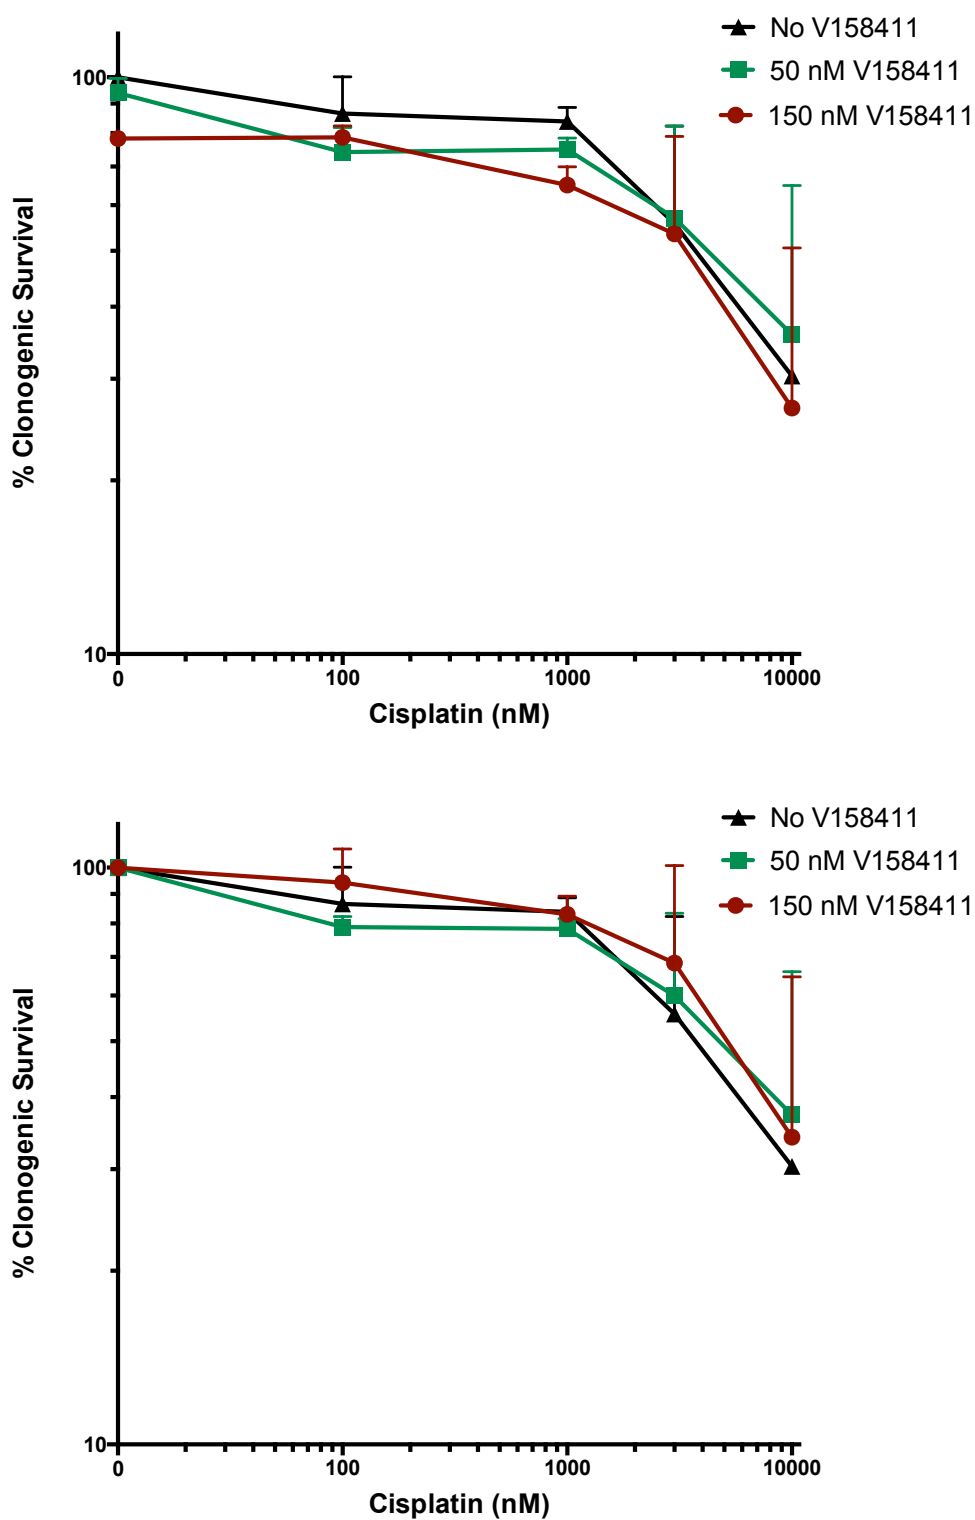 No V158411
50 nM V158411
150 nM V158411
% Clonogenic Survival
100
10
0 100 1000 10000
Cisplatin (nM)
No V158411
50 nM V158411
150 nM V158411
% Clonogenic Survival
100
10
0 100 1000 10000
Cisplatin (nM)